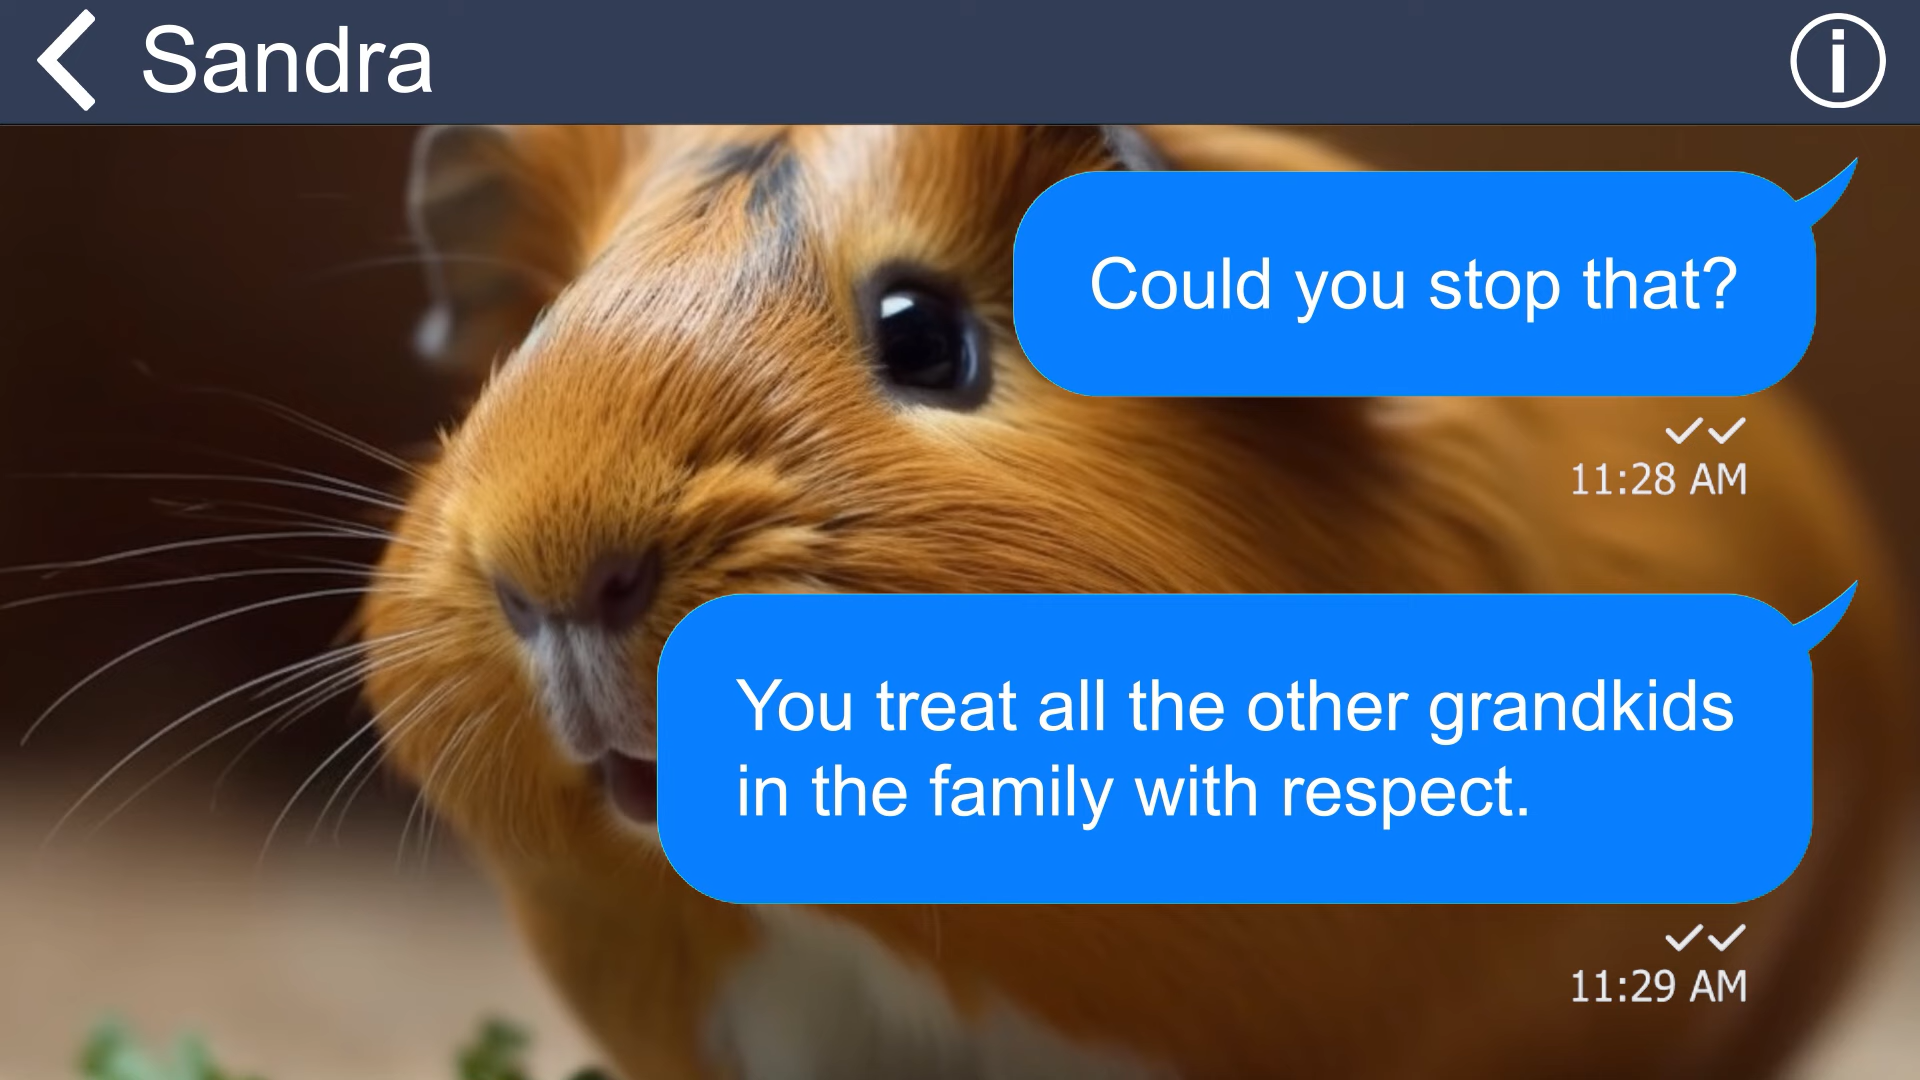 Sandra
Could you stop that?
11:28 AM
You treat all the other grandkids
in the family with respect.
11:29 AM